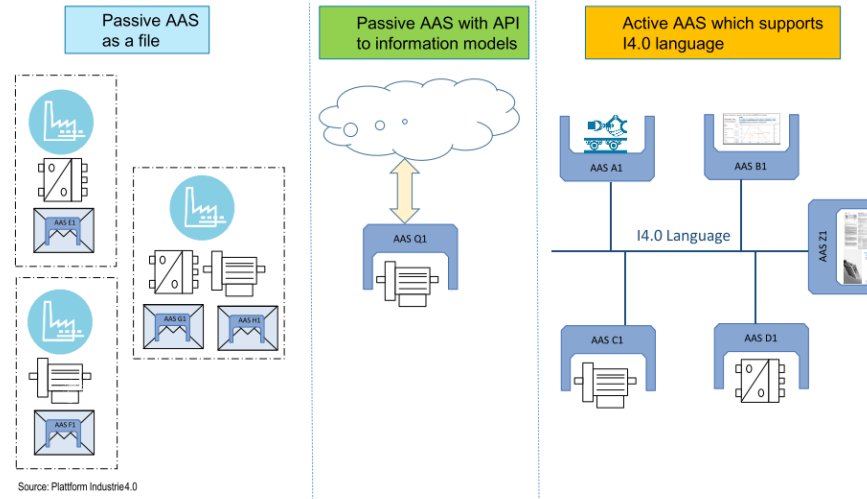 Passive AAS
as a file
Passive AAS with API
to information models
Active AAS which supports
I4.0 language
AAS E1
AAS G1
AAS H1
AAS F1
AAS Q1
AAS A1
AAS B1
I4.0 Language
AAS Z1
AAS C1
AAS D1
Source: Plattform Industrie4.0